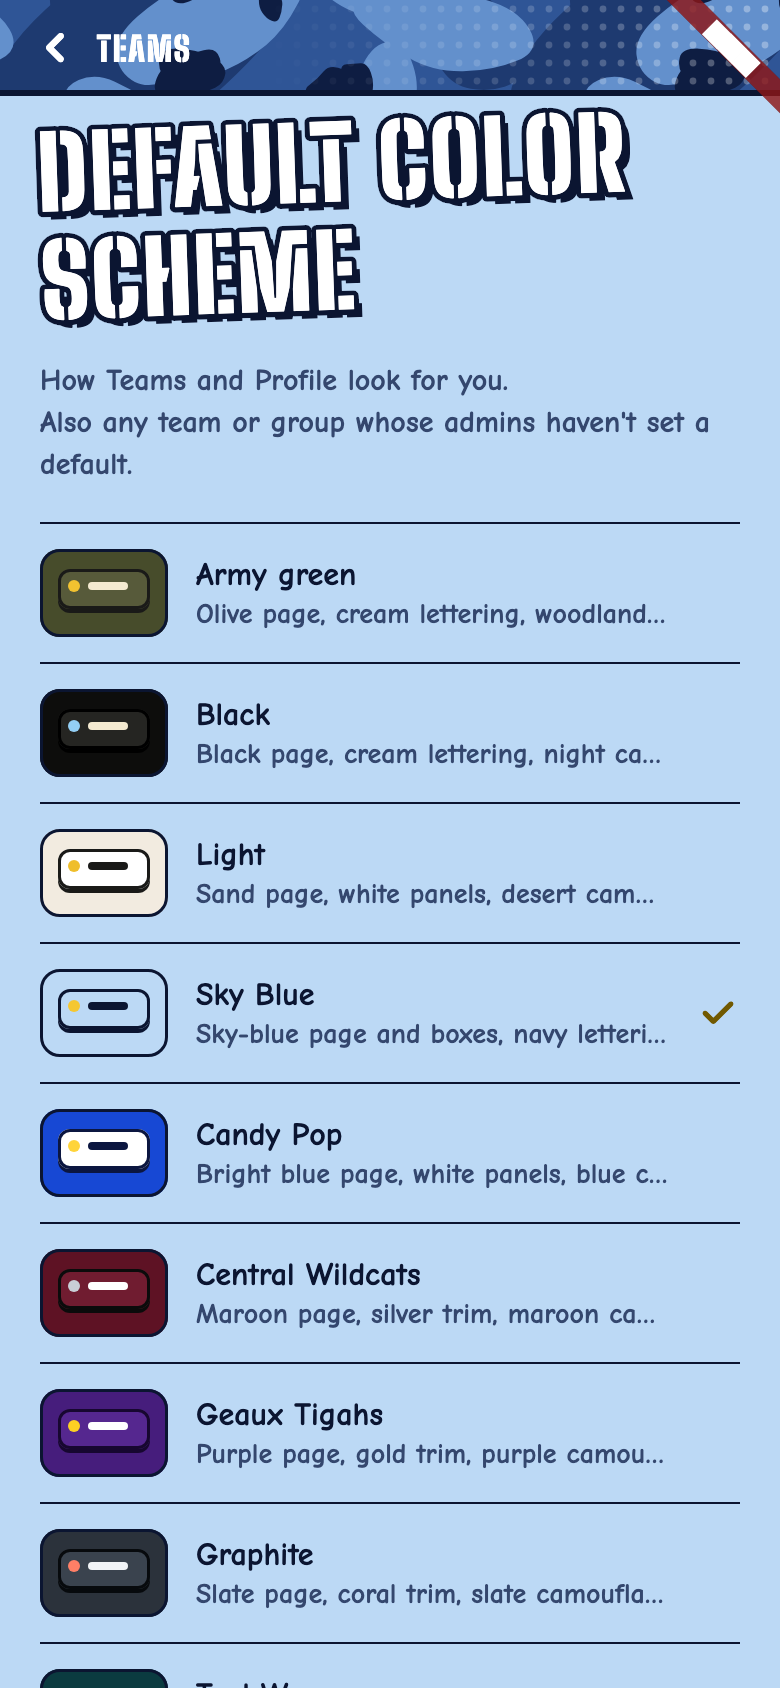 TEAMS
DEFAULT COLOR
SCHEME
How Teams and Profile look for you.
Also any team or group whose admins haven't set a
default.
Army green
Olive page, cream lettering, woodland...
Black
Black page, cream lettering, night ca...
Light
Sand page, white panels, desert cam...
Sky Blue
Sky-blue page and boxes, navy letteri...
Candy Pop
Bright blue page, white panels, blue c...
Central Wildcats
Maroon page, silver trim, maroon ca...
Geaux Tigahs
Purple page, gold trim, purple camou...
Graphite
Slate page, coral trim, slate camoufla...